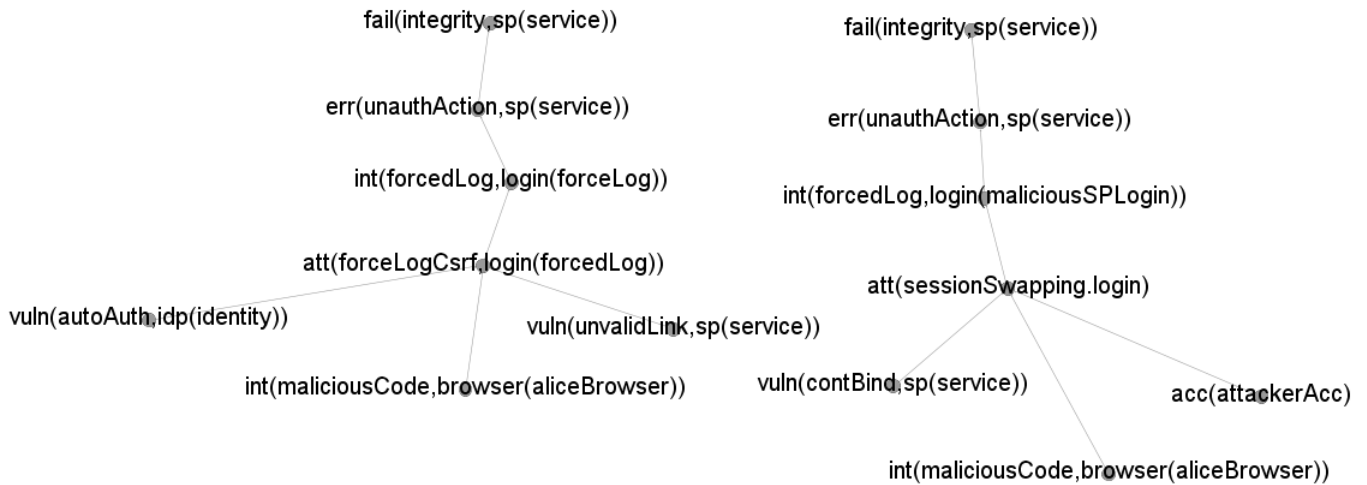 fail(integrity,sp(service))
err(unauthAction,sp(service))
int(forcedLog,login(forceLog))
att(forceLogCsrf,login(forcedLog))
vuln(autoAuth,idp(identity))
vuln(unvalidLink,sp(service))
int(maliciousCode,browser(aliceBrowser))
fail(integrity,sp(service))
err(unauthAction,sp(service))
int(forcedLog,login(maliciousSPLogin))
att(sessionSwapping.login)
vuln(contBind,sp(service))
acc(attackerAcc)
int(maliciousCode,browser(aliceBrowser))